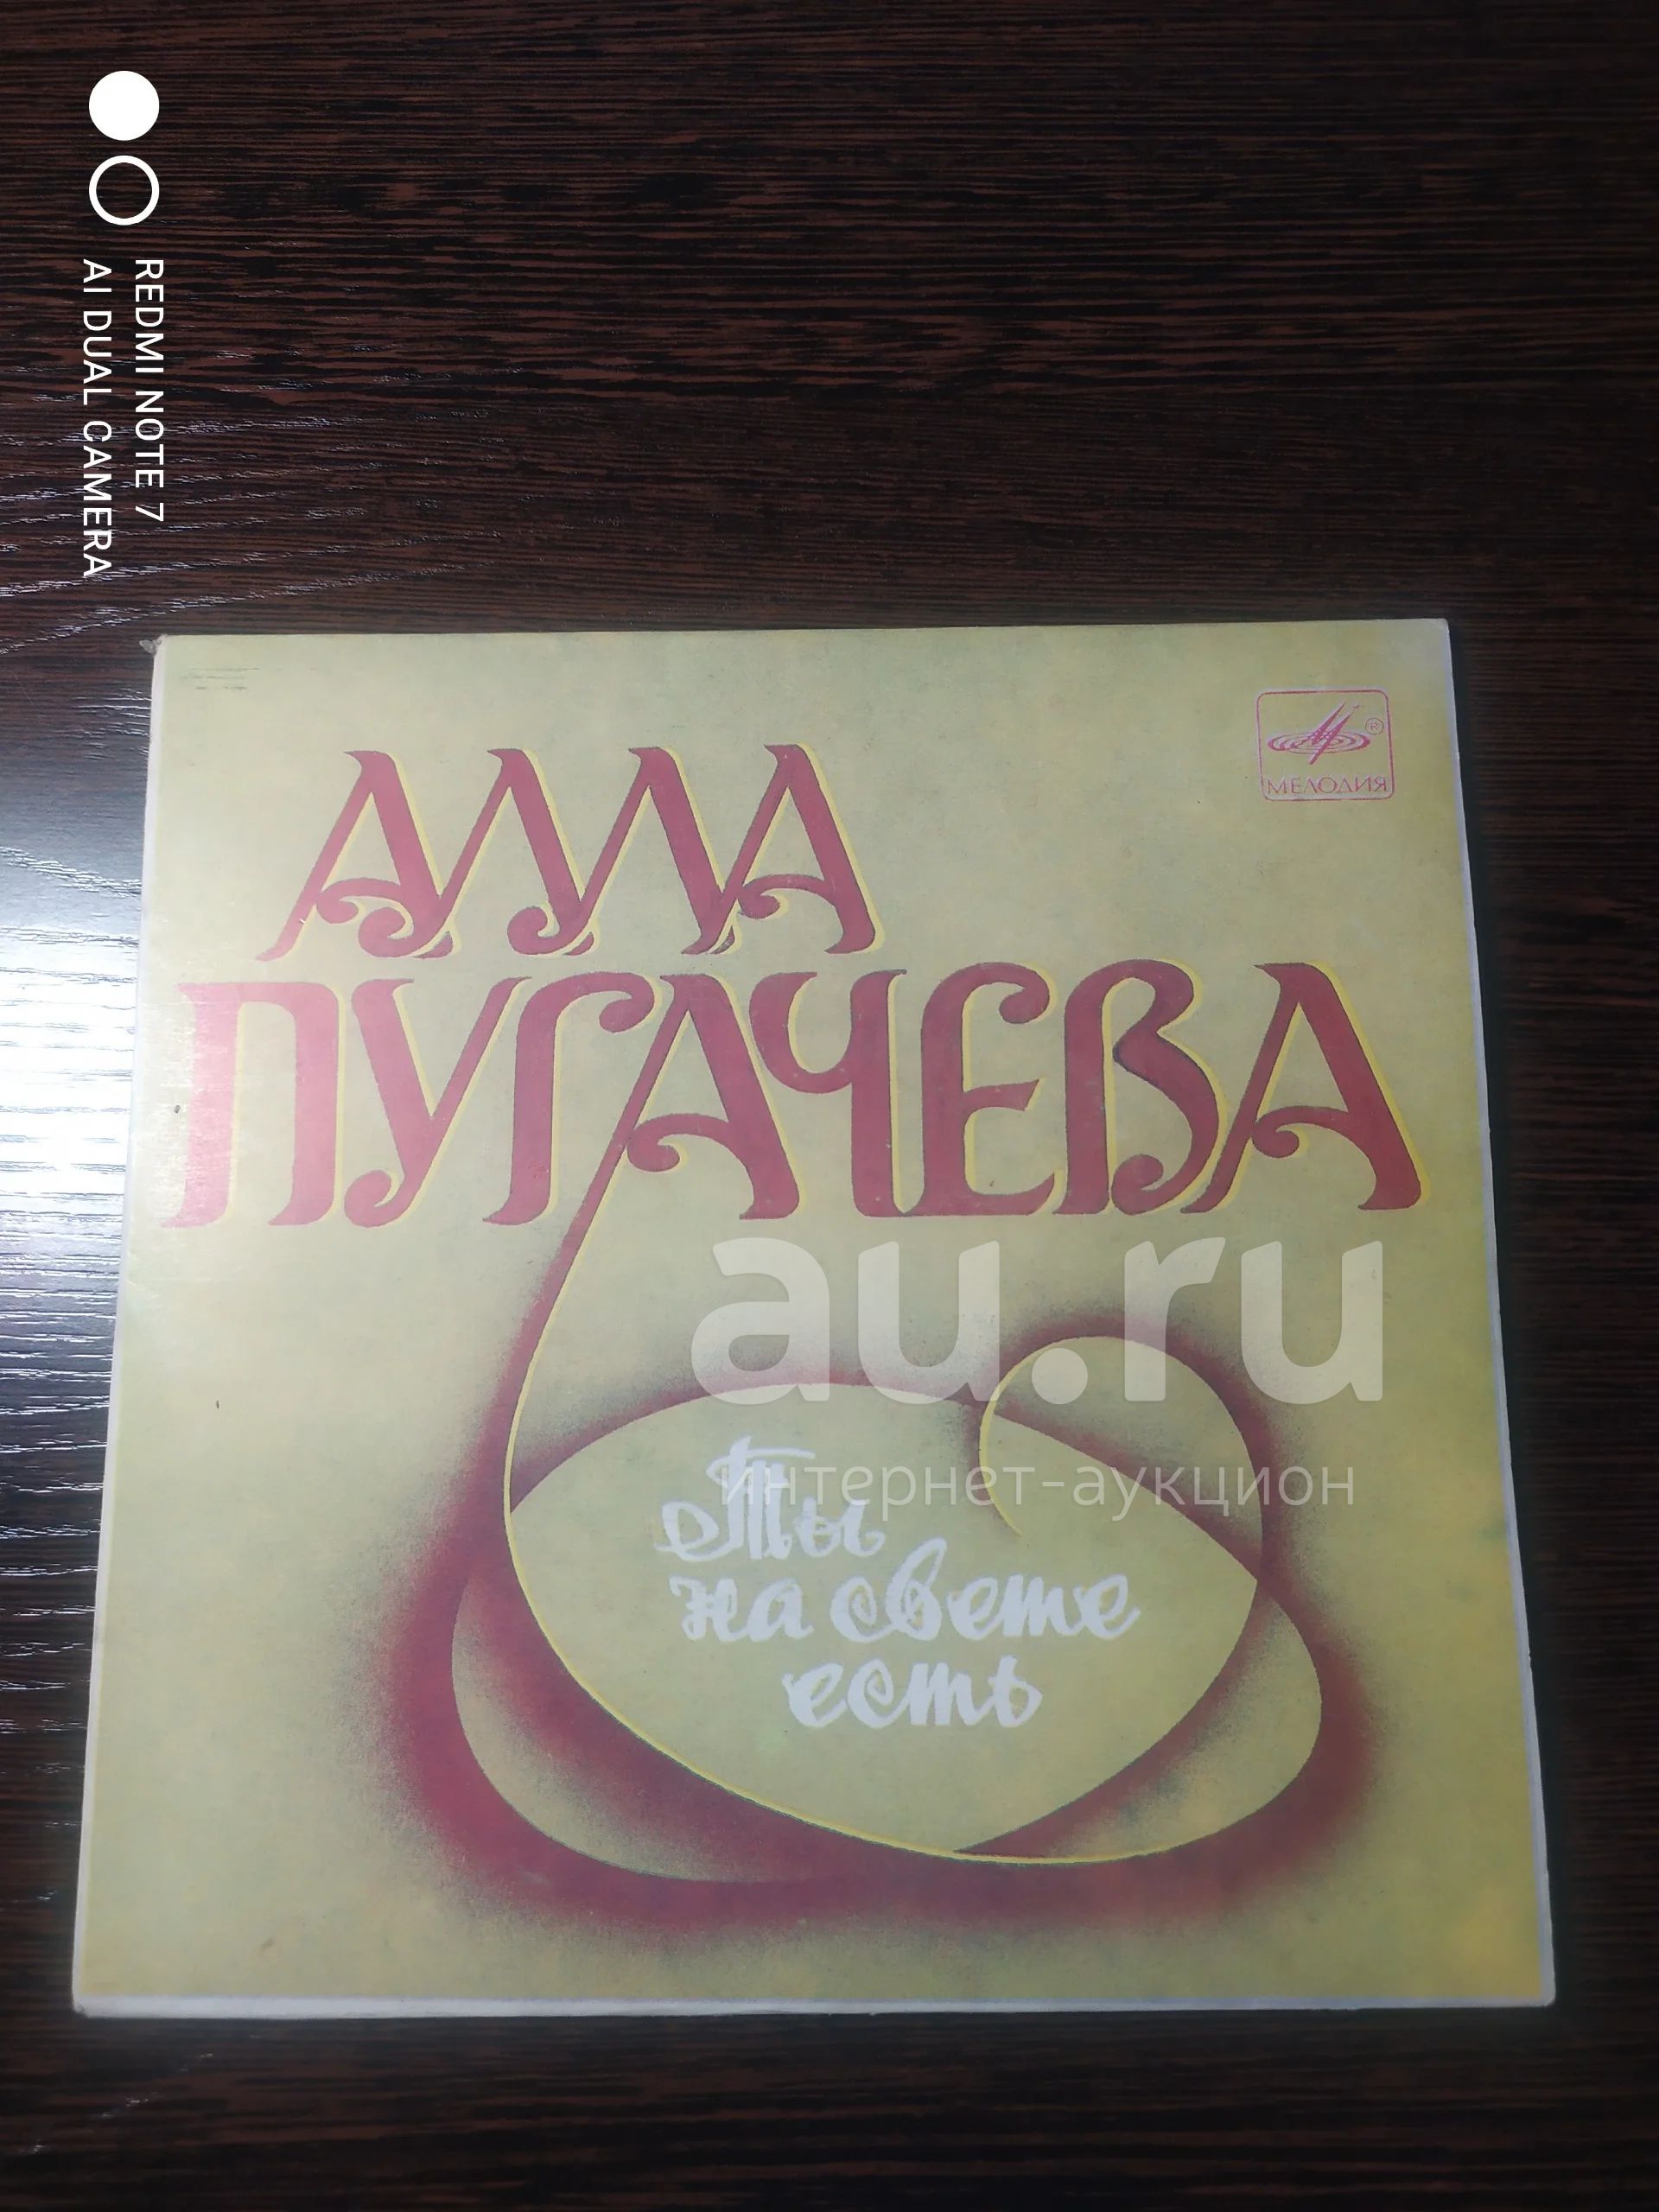 REDMI NOTE 7
AI DUAL CAMERA
МЕЛОДИЯ
®
АЛЛА
ПУГАЧЕВА
au.ru
интернет-аукцион
Ты
на свете
есть